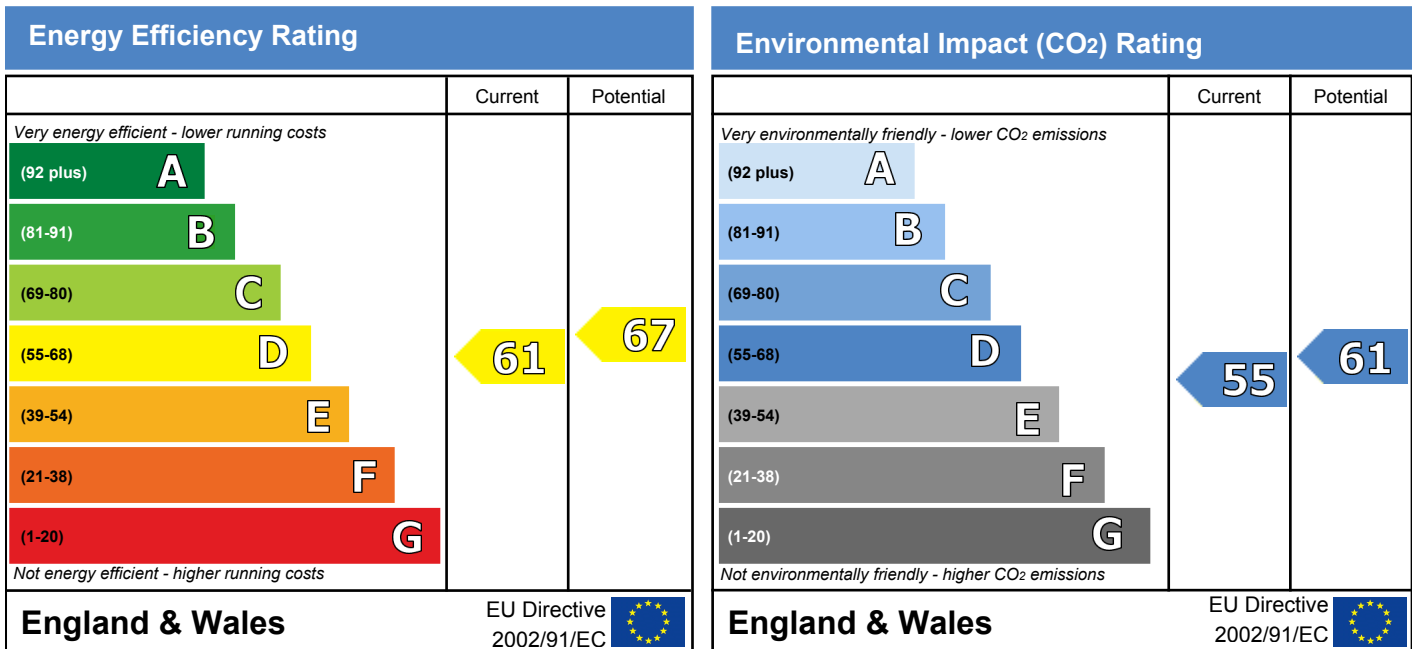 Energy Efficiency Rating
Current Potential
Very energy efficient - lower running costs
(92 plus) A
(81-91) B
(69-80) C
(55-68) D
61 67
(39-54) E
(21-38) F
(1-20) G
Not energy efficient - higher running costs
England & Wales
EU Directive
2002/91/EC
Environmental Impact (CO2) Rating
Current Potential
Very environmentally friendly - lower CO2 emissions
(92 plus) A
(81-91) B
(69-80) C
(55-68) D
55 61
(39-54) E
(21-38) F
(1-20) G
Not environmentally friendly - higher CO2 emissions
England & Wales
EU Directive
2002/91/EC